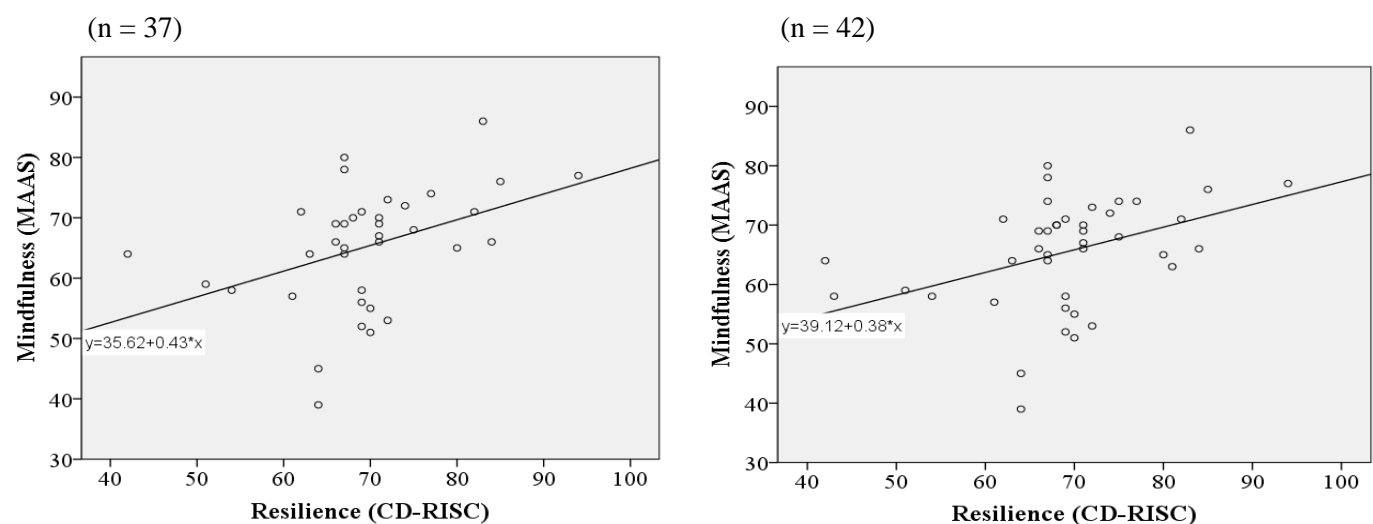 (n = 37)
90
80
70
60
50
40
30
Mindfulness (MAAS)
y=35.62+0.43*x
40 50 60 70 80 90 100
Resilience (CD-RISC)
(n = 42)
90
80
70
60
50
40
30
Mindfulness (MAAS)
y=39.12+0.38*x
40 50 60 70 80 90 100
Resilience (CD-RISC)